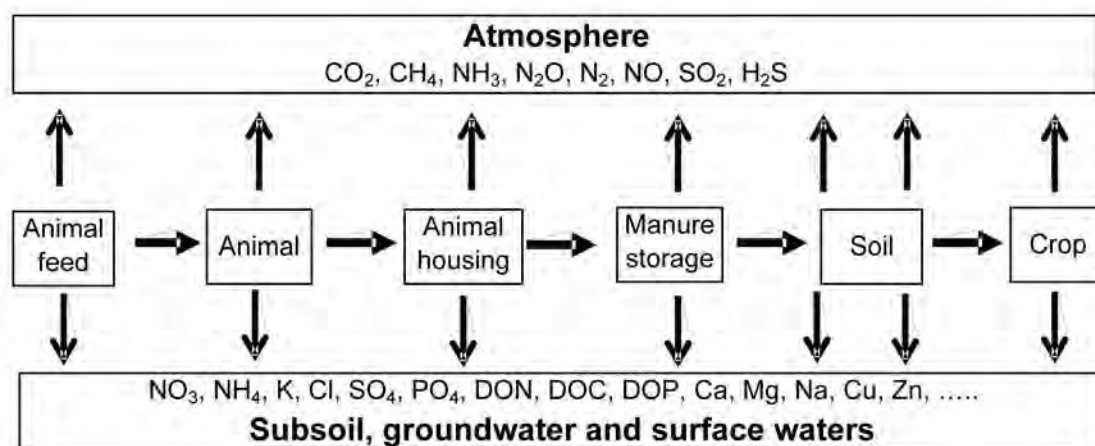 Atmosphere
CO₂, CH₄, NH₃, N₂O, N₂, NO, SO₂, H₂S
Animal
feed
Animal
Animal
housing
Manure
storage
Soil
Crop
NO₃, NH₄, K, Cl, SO₄, PO₄, DON, DOC, DOP, Ca, Mg, Na, Cu, Zn, .....
Subsoil, groundwater and surface waters